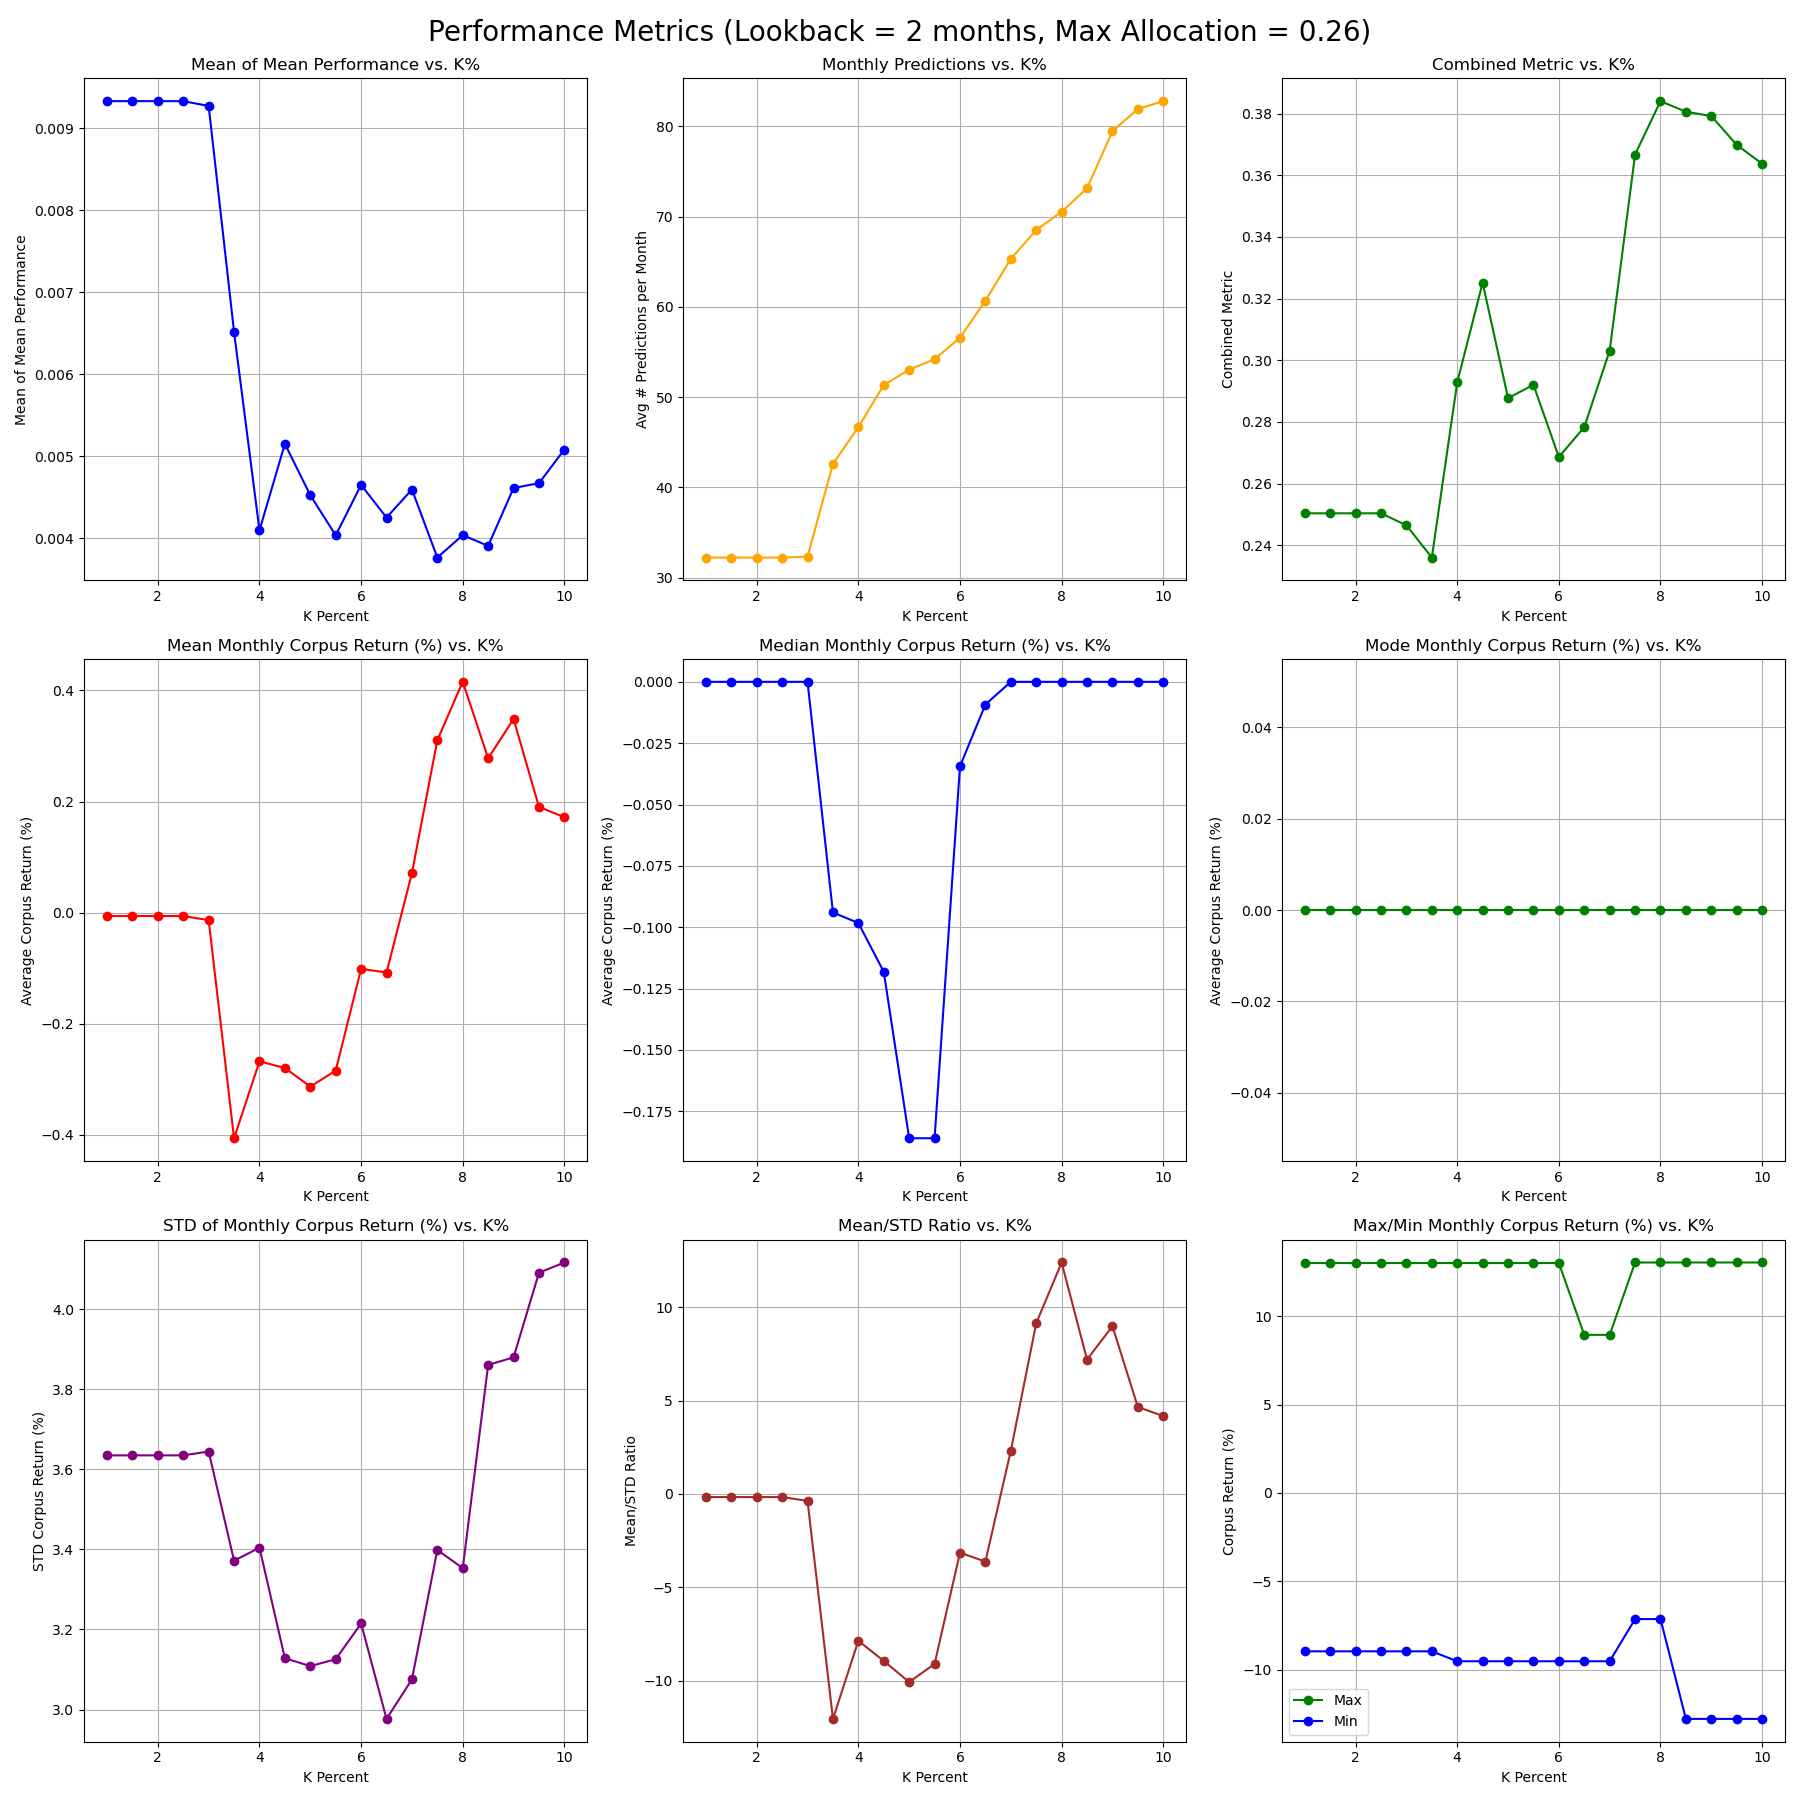 Performance Metrics (Lookback = 2 months, Max Allocation = 0.26)
Mean of Mean Performance vs. K%
Mean of Mean Performance
0.009
0.008
0.007
0.006
0.005
0.004
2 4 6 8 10
K Percent
Monthly Predictions vs. K%
Avg # Predictions per Month
80
70
60
50
40
30
2 4 6 8 10
K Percent
Combined Metric vs. K%
Combined Metric
0.38
0.36
0.34
0.32
0.30
0.28
0.26
0.24
2 4 6 8 10
K Percent
Mean Monthly Corpus Return (%) vs. K%
Average Corpus Return (%)
0.4
0.2
0.0
−0.2
−0.4
2 4 6 8 10
K Percent
Median Monthly Corpus Return (%) vs. K%
Average Corpus Return (%)
0.000
−0.025
−0.050
−0.075
−0.100
−0.125
−0.150
−0.175
2 4 6 8 10
K Percent
Mode Monthly Corpus Return (%) vs. K%
Average Corpus Return (%)
0.04
0.02
0.00
−0.02
−0.04
2 4 6 8 10
K Percent
STD of Monthly Corpus Return (%) vs. K%
STD Corpus Return (%)
4.0
3.8
3.6
3.4
3.2
3.0
2 4 6 8 10
K Percent
Mean/STD Ratio vs. K%
Mean/STD Ratio
10
5
0
−5
−10
2 4 6 8 10
K Percent
Max/Min Monthly Corpus Return (%) vs. K%
Corpus Return (%)
10
5
0
−5
−10
Max
Min
2 4 6 8 10
K Percent